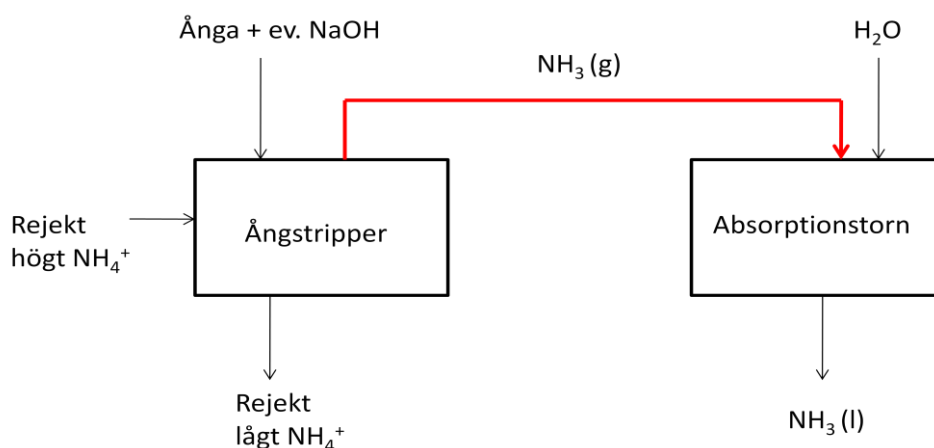 Ånga + ev. NaOH
H₂O
NH₃ (g)
Rejekt
högt NH₄⁺
Ångstripper
Absorptionstorn
Rejekt
lågt NH₄⁺
NH₃ (l)